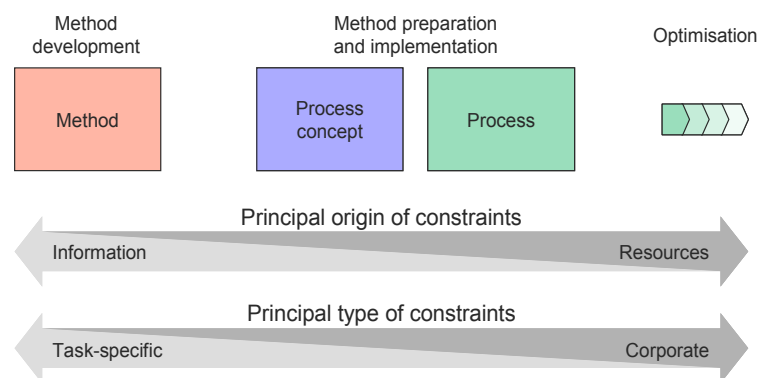 Method
development
Method preparation
and implementation
Optimisation
Method
Process
concept
Process
Principal origin of constraints
Information
Resources
Principal type of constraints
Task-specific
Corporate